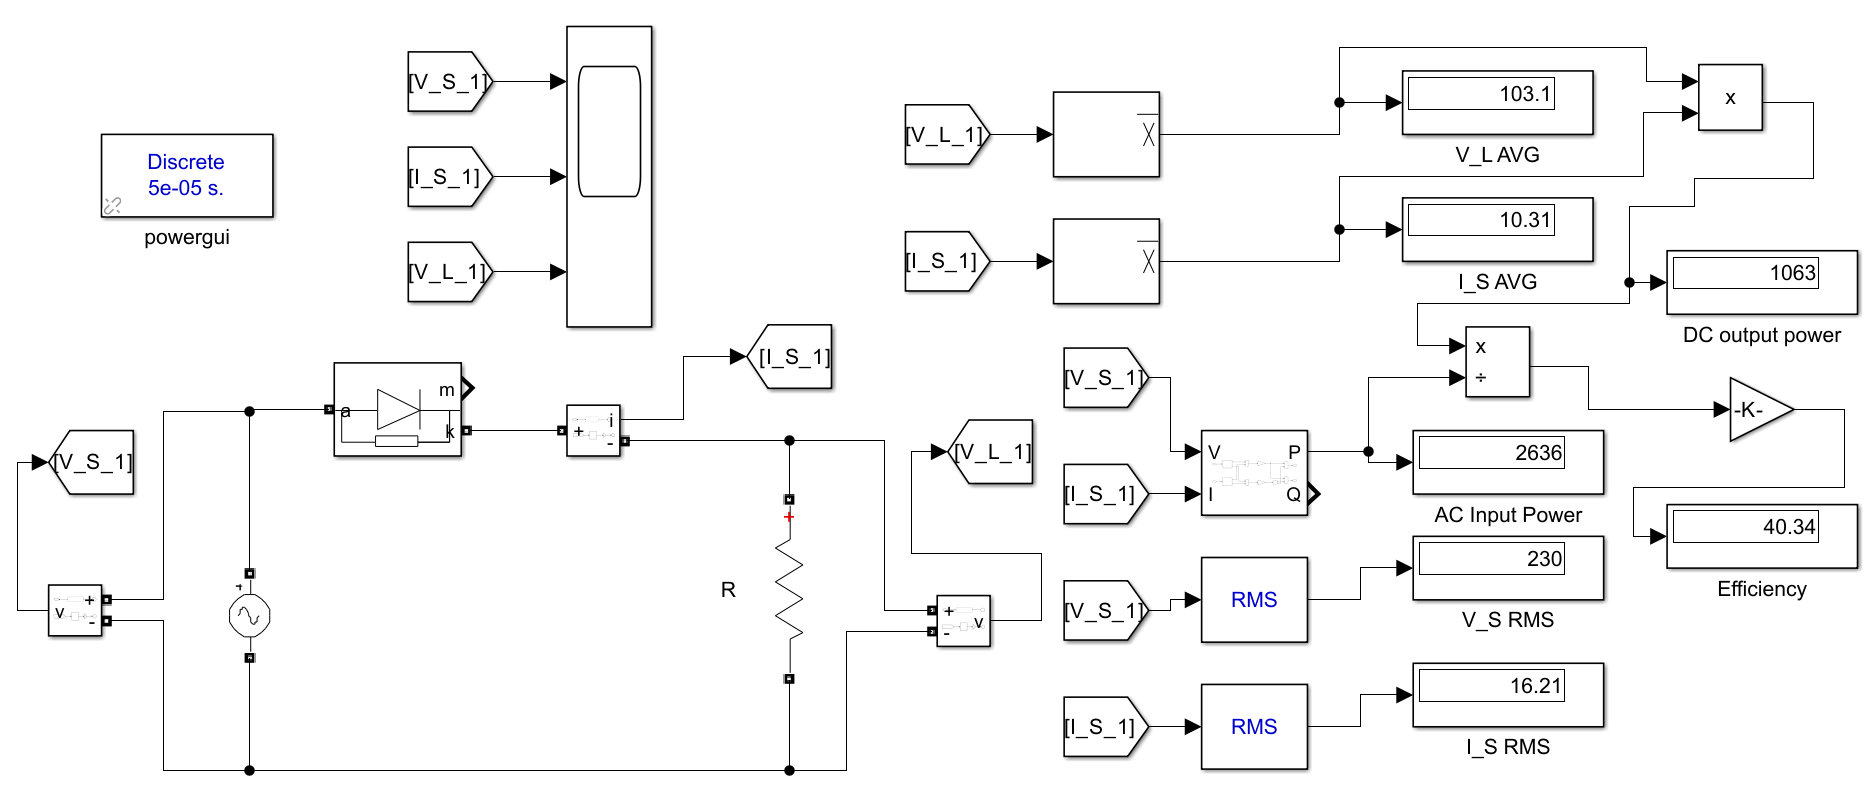 [V_S_1]
[I_S_1]
[V_L_1]
Discrete
5e-05 s.
powergui
[V_L_1]
X
103.1
V_L AVG
x
[I_S_1]
X
10.31
I_S AVG
1063
DC output power
[I_S_1]
a
m
k
i
+
-
[V_S_1]
v
+
-
+
R
+
[V_L_1]
+
-
v
[V_S_1]
[I_S_1]
V
I
P
Q
x
÷
-K-
2636
AC Input Power
40.34
Efficiency
[V_S_1]
RMS
230
V_S RMS
[I_S_1]
RMS
16.21
I_S RMS